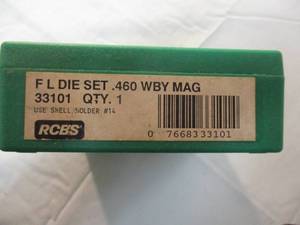 F L DIE SET .460 WBY MAG
33101 QTY. 1
USE SHELL HOLDER #14
RCBS
0 7668333101